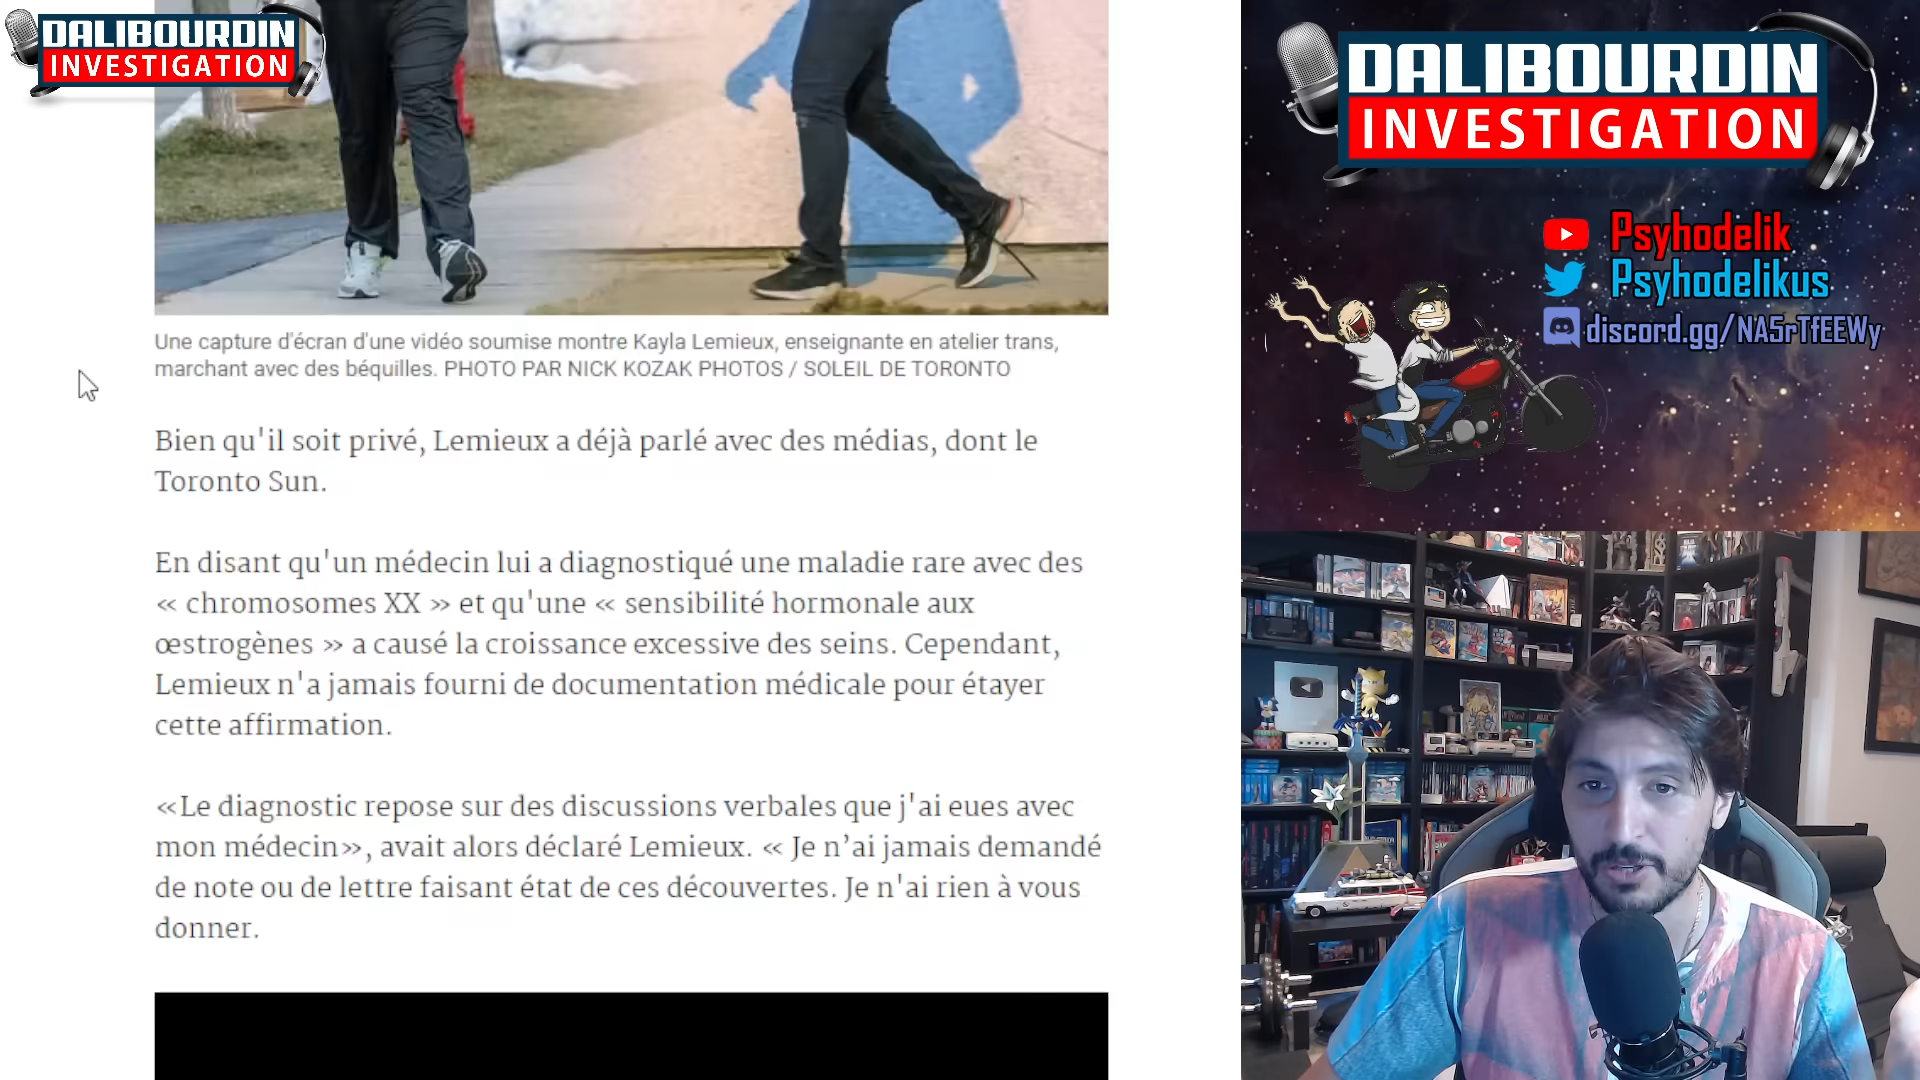 DALIBOURDIN
INVESTIGATION
Une capture d'écran d'une vidéo soumise montre Kayla Lemieux, enseignante en atelier trans,
marchant avec des béquilles. PHOTO PAR NICK KOZAK PHOTOS / SOLEIL DE TORONTO
Bien qu'il soit privé, Lemieux a déjà parlé avec des médias, dont le
Toronto Sun.
En disant qu'un médecin lui a diagnostiqué une maladie rare avec des
« chromosomes XX » et qu'une « sensibilité hormonale aux
œstrogènes » a causé la croissance excessive des seins. Cependant,
Lemieux n'a jamais fourni de documentation médicale pour étayer
cette affirmation.
«Le diagnostic repose sur des discussions verbales que j'ai eues avec
mon médecin», avait alors déclaré Lemieux. « Je n’ai jamais demandé
de note ou de lettre faisant état de ces découvertes. Je n'ai rien à vous
donner.
DALIBOURDIN
INVESTIGATION
Psyhodelik
Psyhodelikus
discord.gg/NA5rTfEEWy